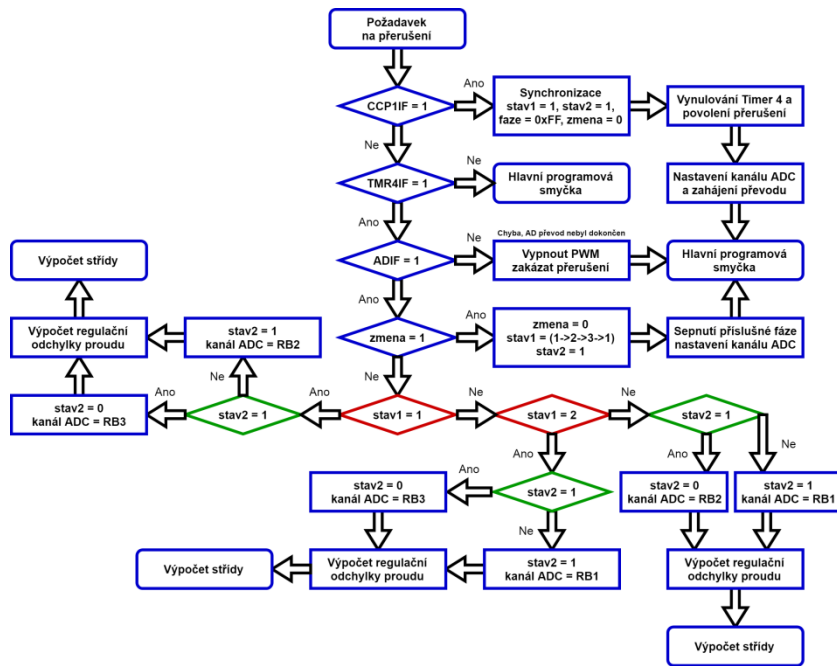 Požadavek
na přerušení
Ano
CCP1IF = 1
Synchronizace
stav1 = 1, stav2 = 1,
faze = 0xFF, zmena = 0
Vynulování Timer 4 a
povolení přerušení
Ne
Ne
TMR4IF = 1
Hlavní programová
smyčka
Nastavení kanálu ADC
a zahájení převodu
Ano
Ne
Chyba, AD převod nebyl dokončen
Výpočet střídy
ADIF = 1
Vypnout PWM
zakázat přerušení
Hlavní programová
smyčka
Ano
Ano
Výpočet regulační
odchylky proudu
stav2 = 1
kanál ADC = RB2
zmena = 1
zmena = 0
stav1 = (1->2->3->1)
stav2 = 1
Sepnutí příslušné fáze
nastavení kanálu ADC
Ne
Ne
Ano
Ano
Ne
Ne
stav2 = 0
kanál ADC = RB3
stav2 = 1
stav1 = 1
stav1 = 2
stav2 = 1
Ne
Ano
Ano
Ano
stav2 = 0
kanál ADC = RB3
stav2 = 1
stav2 = 0
kanál ADC = RB2
stav2 = 1
kanál ADC = RB1
Ne
Výpočet střídy
Výpočet regulační
odchylky proudu
stav2 = 1
kanál ADC = RB1
Výpočet regulační
odchylky proudu
Výpočet střídy